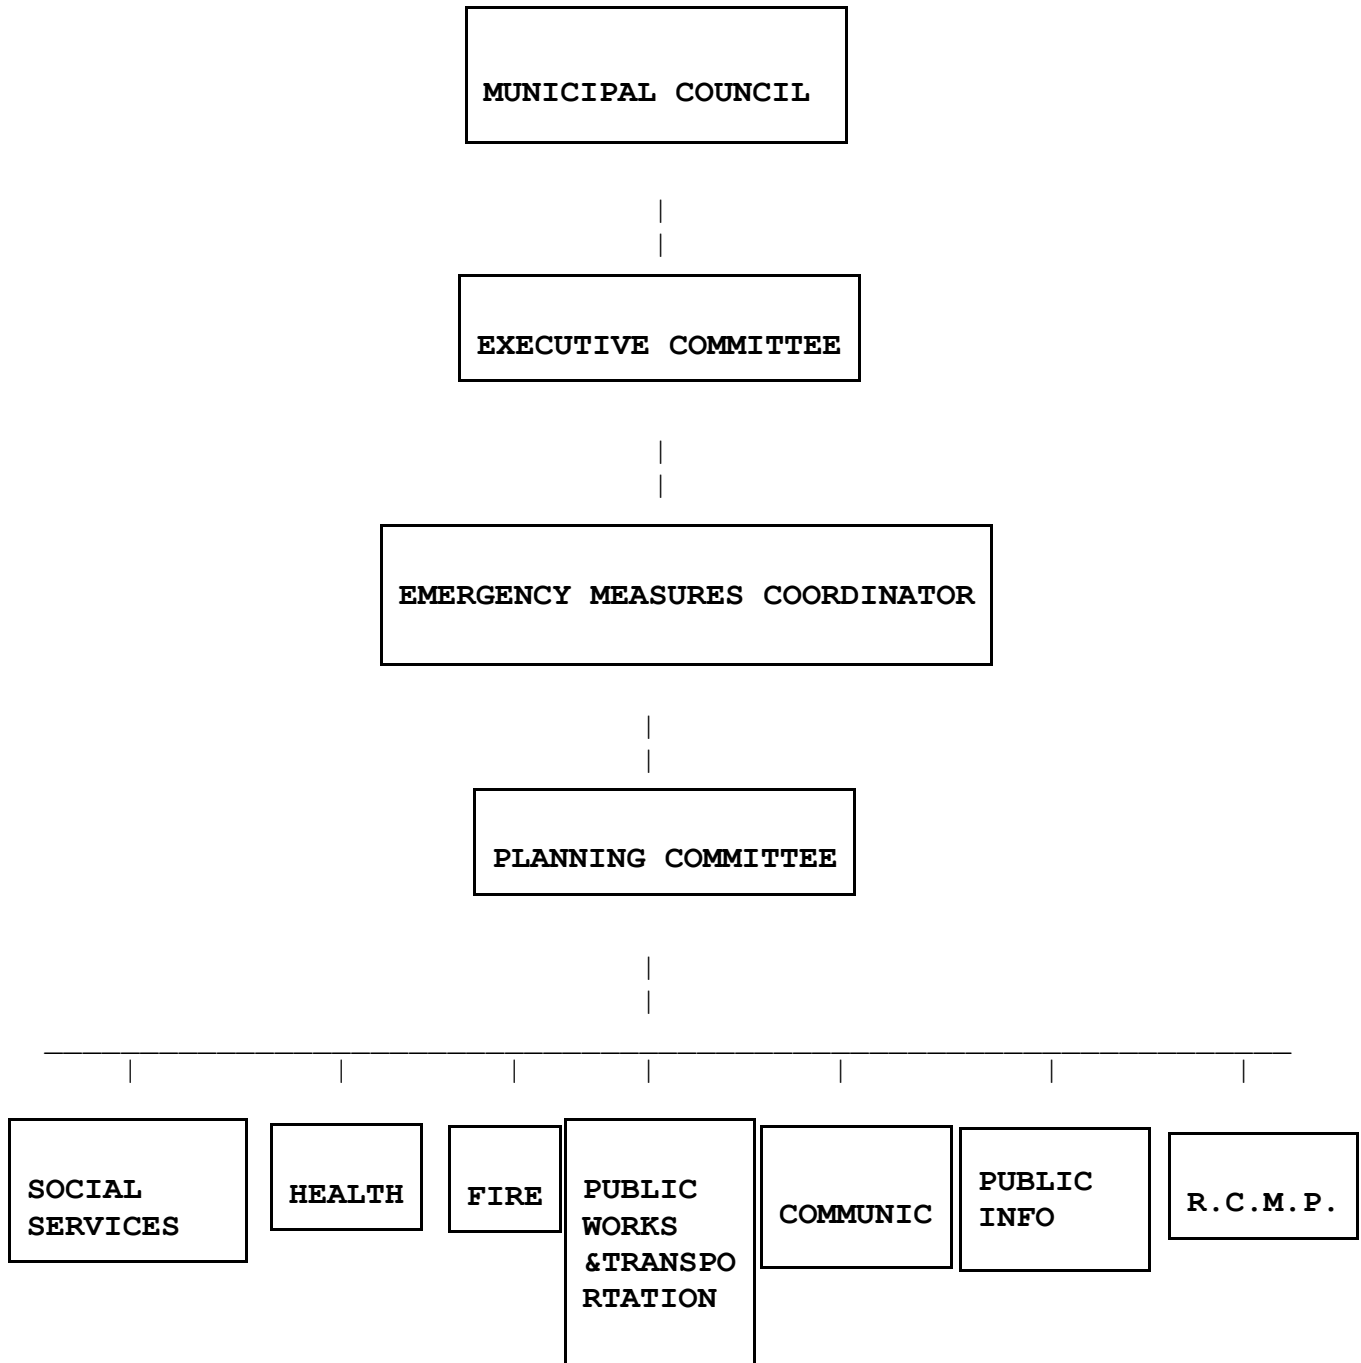 MUNICIPAL COUNCIL
EXECUTIVE COMMITTEE
EMERGENCY MEASURES COORDINATOR
PLANNING COMMITTEE
SOCIAL
SERVICES
HEALTH
FIRE
PUBLIC
WORKS
&TRANSPO
RTATION
COMMUNIC
PUBLIC
INFO
R.C.M.P.